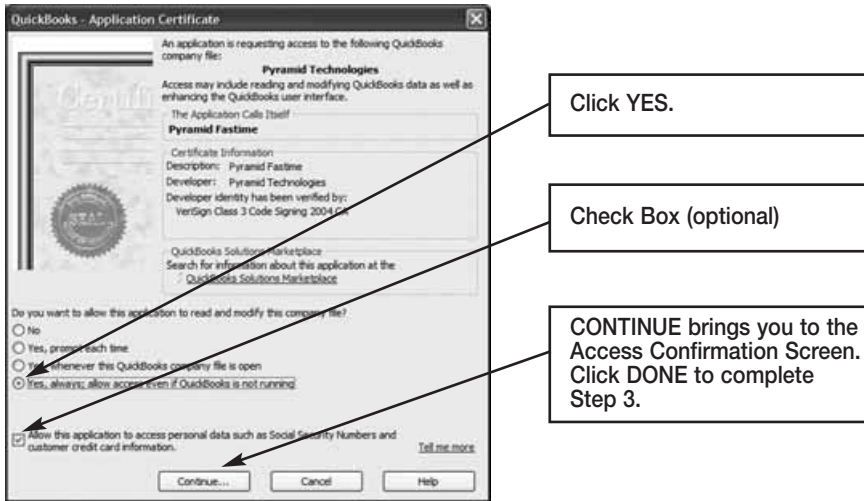 QuickBooks - Application Certificate
An application is requesting access to the following QuickBooks
company file:
Pyramid Technologies
Access may include reading and modifying QuickBooks data as well as
enhancing the QuickBooks user interface.
The Application Calls Itself
Pyramid Fastime
Certificate Information
Description: Pyramid Fastime
Developer: Pyramid Technologies
Developer identity has been verified by:
VeriSign Class 3 Code Signing 2004 CA
QuickBooks Solutions Marketplace
Search for information about this application at the
QuickBooks Solutions Marketplace
Do you want to allow this application to read and modify this company file?
No
Yes, prompt each time
Yes, whenever this QuickBooks company file is open
Yes, always; allow access even if QuickBooks is not running
Allow this application to access personal data such as Social Security Numbers and
customer credit card information.
Tell me more
Continue...
Cancel
Help
Click YES.
Check Box (optional)
CONTINUE brings you to the
Access Confirmation Screen.
Click DONE to complete
Step 3.